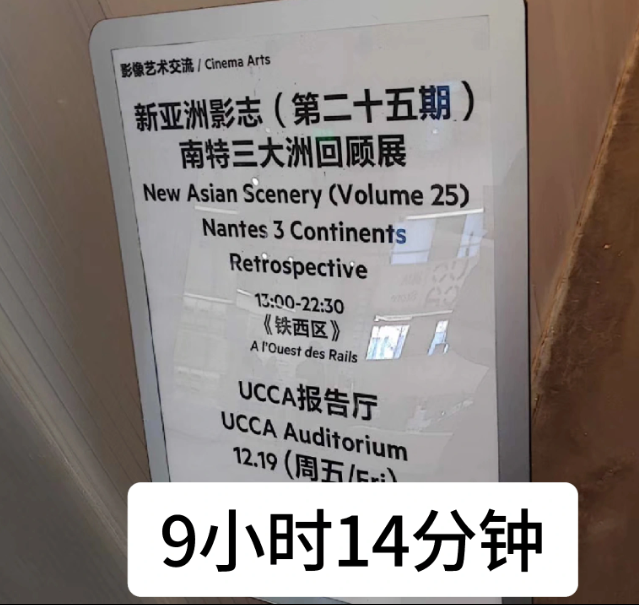 影像艺术交流 / Cinema Arts
新亚洲影志（第二十五期）
南特三大洲回顾展
New Asian Scenery (Volume 25)
Nantes 3 Continents
Retrospective
13:00-22:30
《铁西区》
A l'Ouest des Rails
UCCA报告厅
UCCA Auditorium
12.19 (周五/Fri)
9小时14分钟